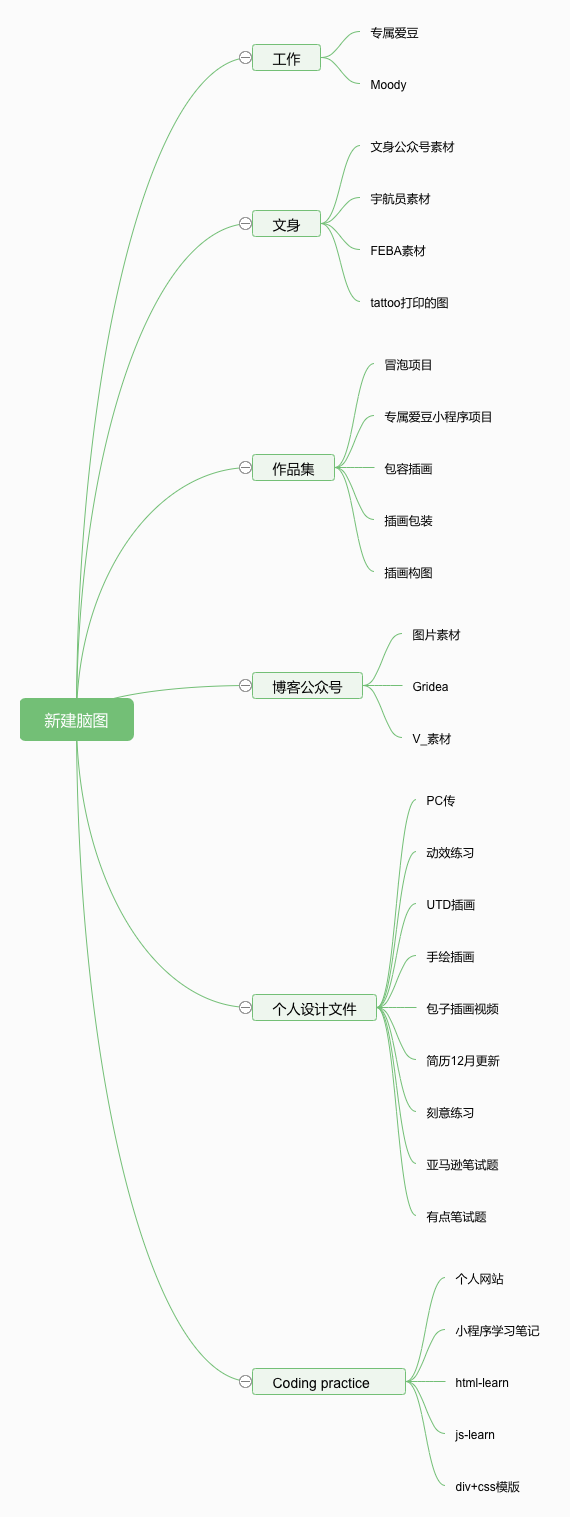 新建脑图
工作
专属爱豆
Moody
文身
文身公众号素材
宇航员素材
FEBA素材
tattoo打印的图
作品集
冒泡项目
专属爱豆小程序项目
包容插画
插画包装
插画构图
博客公众号
图片素材
Gridea
V_素材
个人设计文件
PC传
动效练习
UTD插画
手绘插画
包子插画视频
简历12月更新
刻意练习
亚马逊笔试题
有点笔试题
Coding practice
个人网站
小程序学习笔记
html-learn
js-learn
div+css模版